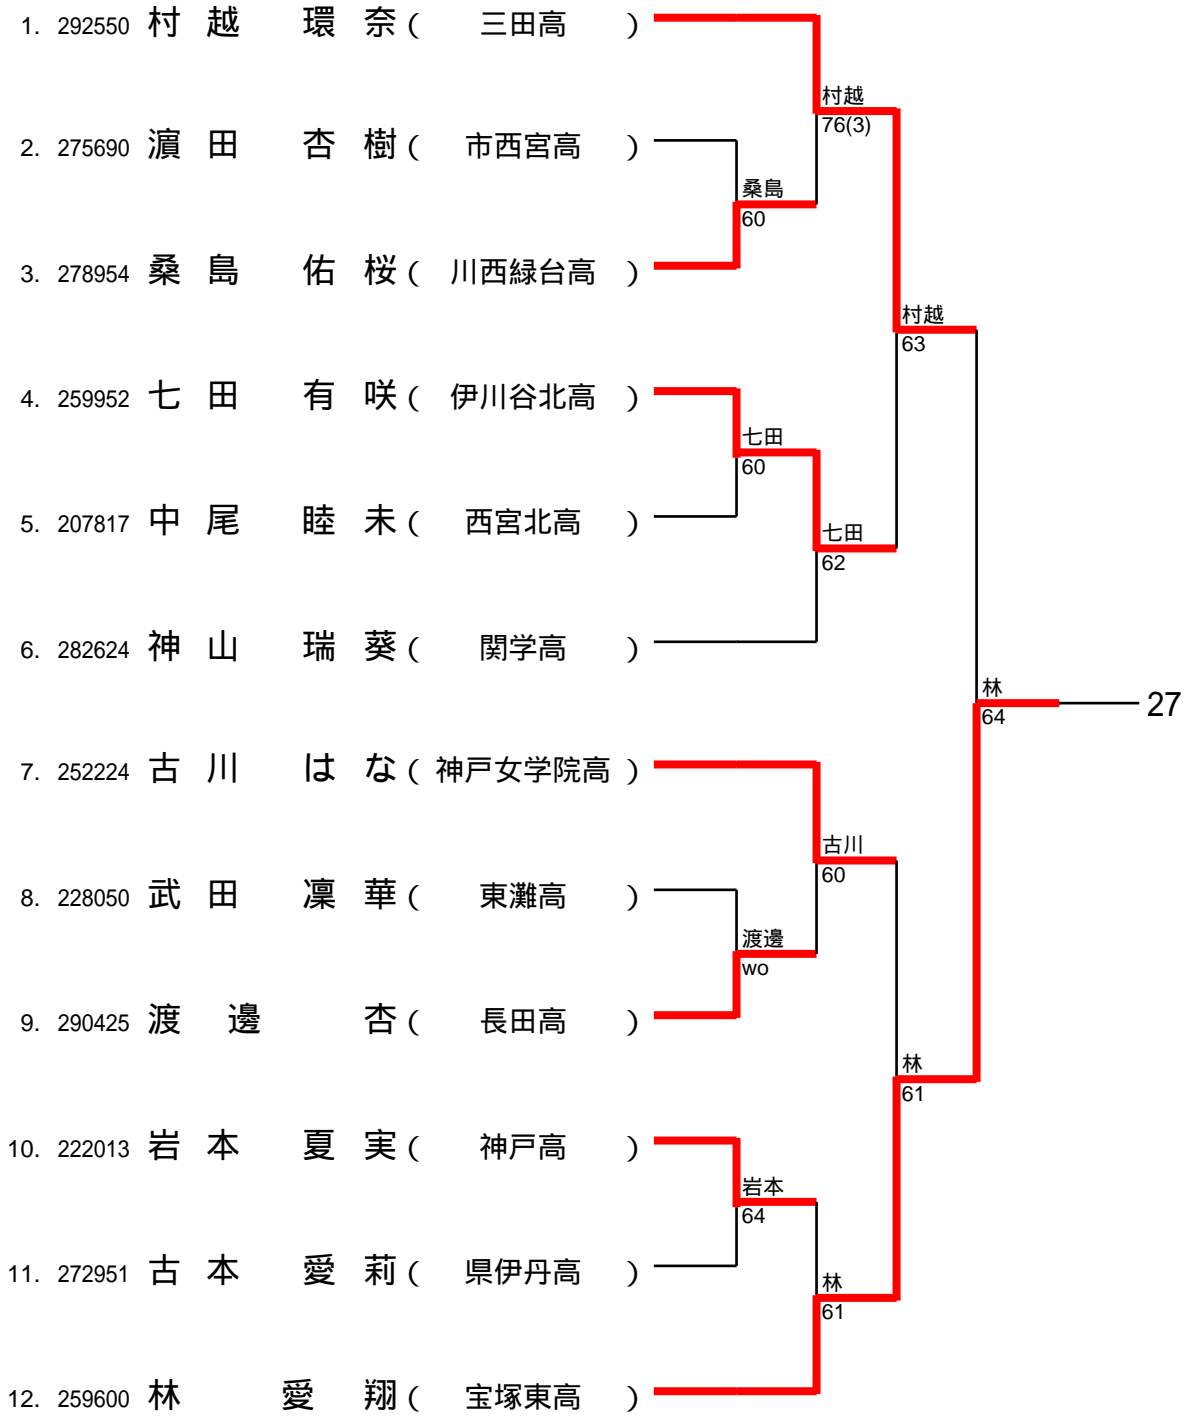 1. 292550 村越 環奈 ( 三田高 )
村越
76(3)
2. 275690 濵田 杏樹 ( 市西宮高 )
桑島
60
3. 278954 桑島 佑桜 ( 川西緑台高 )
村越
63
4. 259952 七田 有咲 ( 伊川谷北高 )
七田
60
5. 207817 中尾 睦未 ( 西宮北高 )
七田
62
6. 282624 神山 瑞葵 ( 関学高 )
林
64
27
7. 252224 古川 はな ( 神戸女学院高 )
古川
60
8. 228050 武田 凜華 ( 東灘高 )
渡邊
wo
9. 290425 渡邊 杏 ( 長田高 )
林
61
10. 222013 岩本 夏実 ( 神戸高 )
岩本
64
11. 272951 古本 愛莉 ( 県伊丹高 )
林
61
12. 259600 林 愛翔 ( 宝塚東高 )